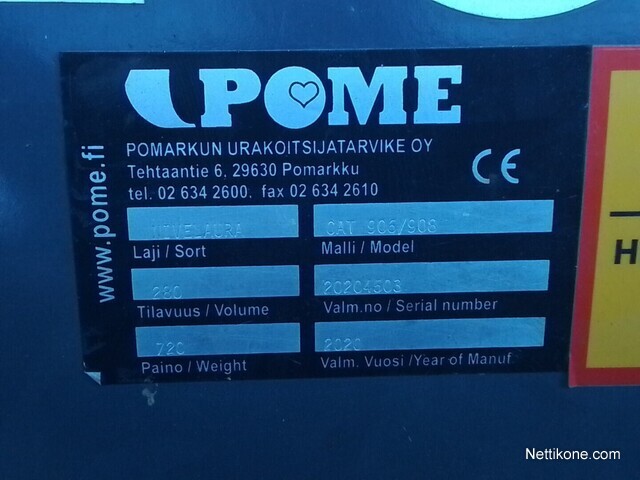 POME
www.pome.fi
POMARKUN URAKOITSIJATARVIKE OY
Tehtaantie 6, 29630 Pomarkku
tel. 02 634 2600, fax 02 634 2610
CE
NIVELAURA CAT 906/908
Laji / Sort Malli / Model
280 20204503
Tilavuus / Volume Valm.no / Serial number
720 2020
Paino / Weight Valm. Vuosi /Year of Manuf.
H
Nettikone.com